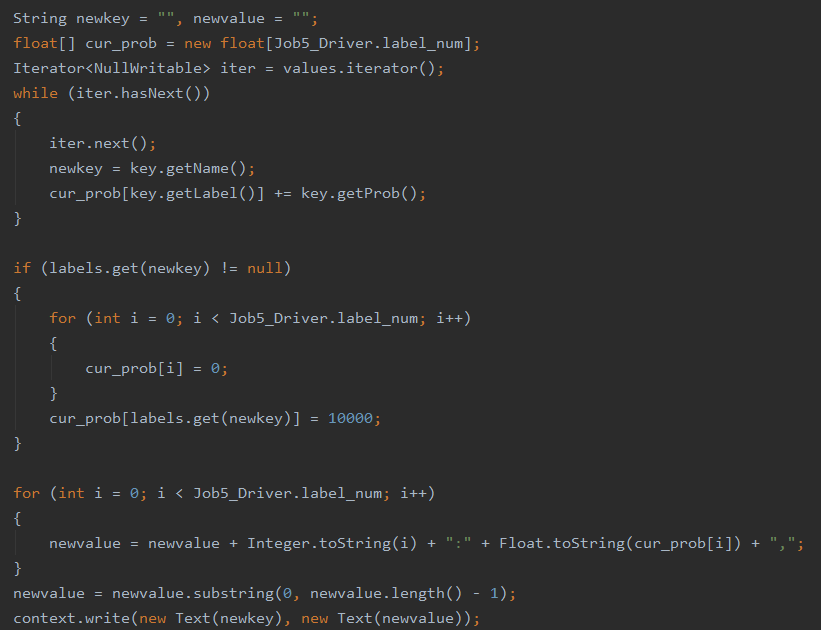 String newkey = "", newvalue = "";
float[] cur_prob = new float[Job5_Driver.label_num];
Iterator<NullWritable> iter = values.iterator();
while (iter.hasNext())
{
    iter.next();
    newkey = key.getName();
    cur_prob[key.getLabel()] += key.getProb();
}

if (labels.get(newkey) != null)
{
    for (int i = 0; i < Job5_Driver.label_num; i++)
    {
        cur_prob[i] = 0;
    }
    cur_prob[labels.get(newkey)] = 10000;
}

for (int i = 0; i < Job5_Driver.label_num; i++)
{
    newvalue = newvalue + Integer.toString(i) + ":" + Float.toString(cur_prob[i]) + ",";
}
newvalue = newvalue.substring(0, newvalue.length() - 1);
context.write(new Text(newkey), new Text(newvalue));